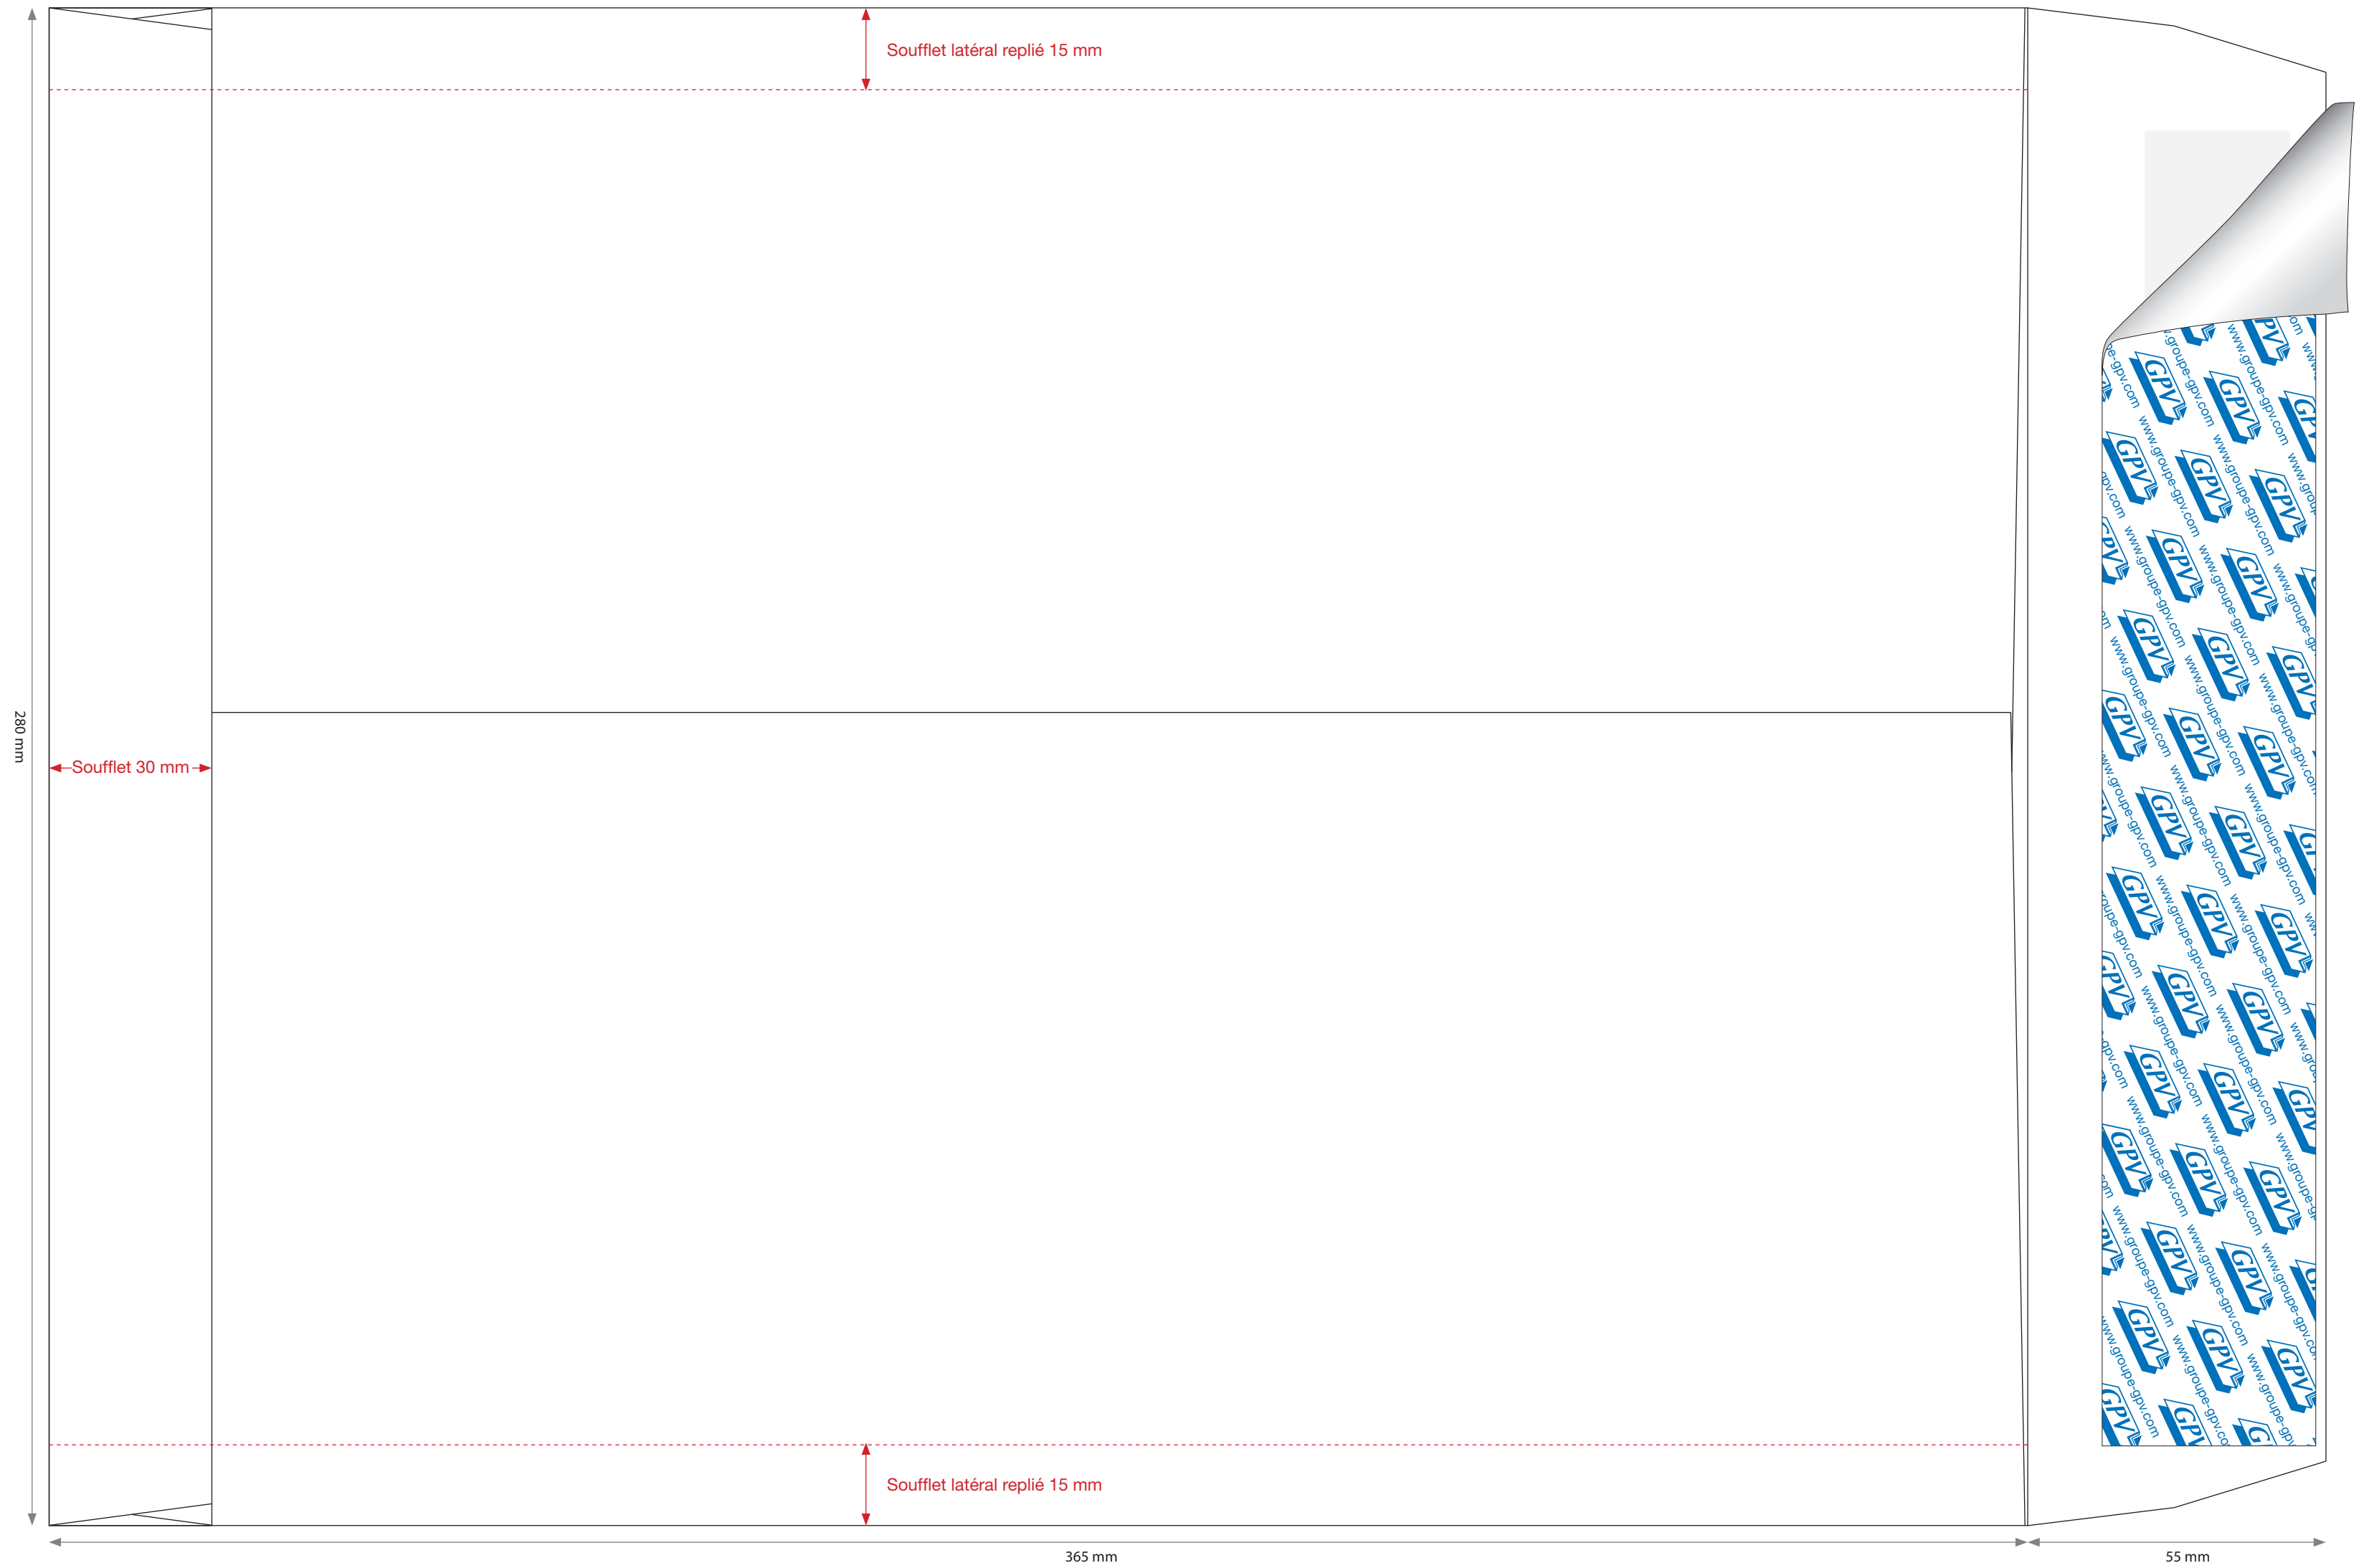 Soufflet latéral replié 15 mm
280 mm
Soufflet 30 mm
GPV
www.groupe-gpv.com
Soufflet latéral replié 15 mm
365 mm
55 mm